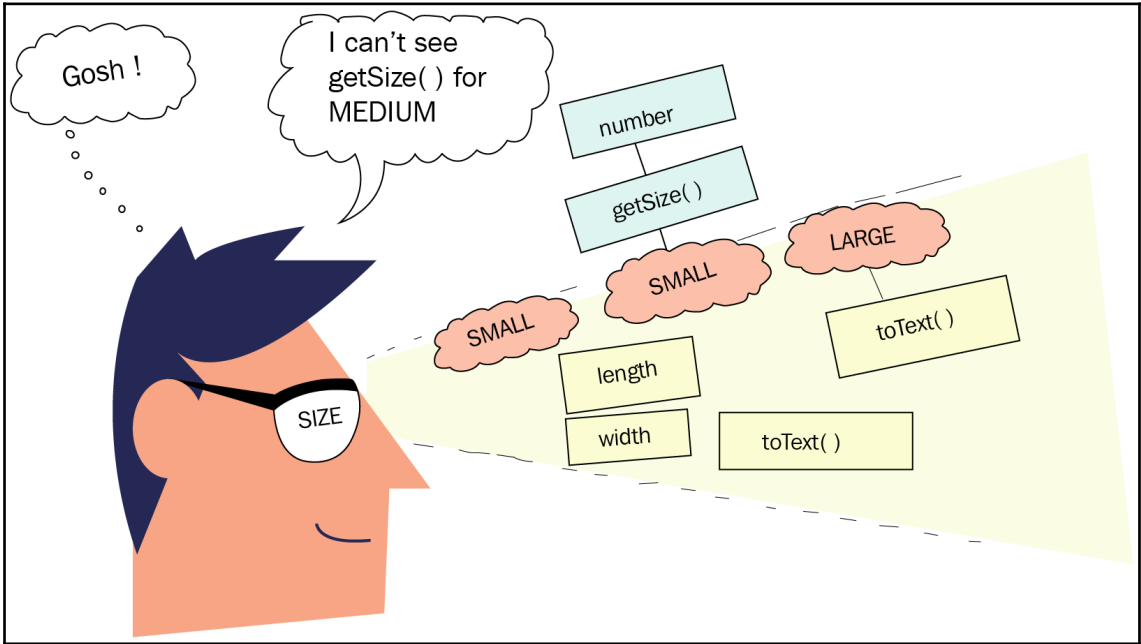 Gosh !
I can't see
getSize( ) for
MEDIUM
number
getSize( )
SMALL
LARGE
SMALL
toText( )
length
width
toText( )
SIZE